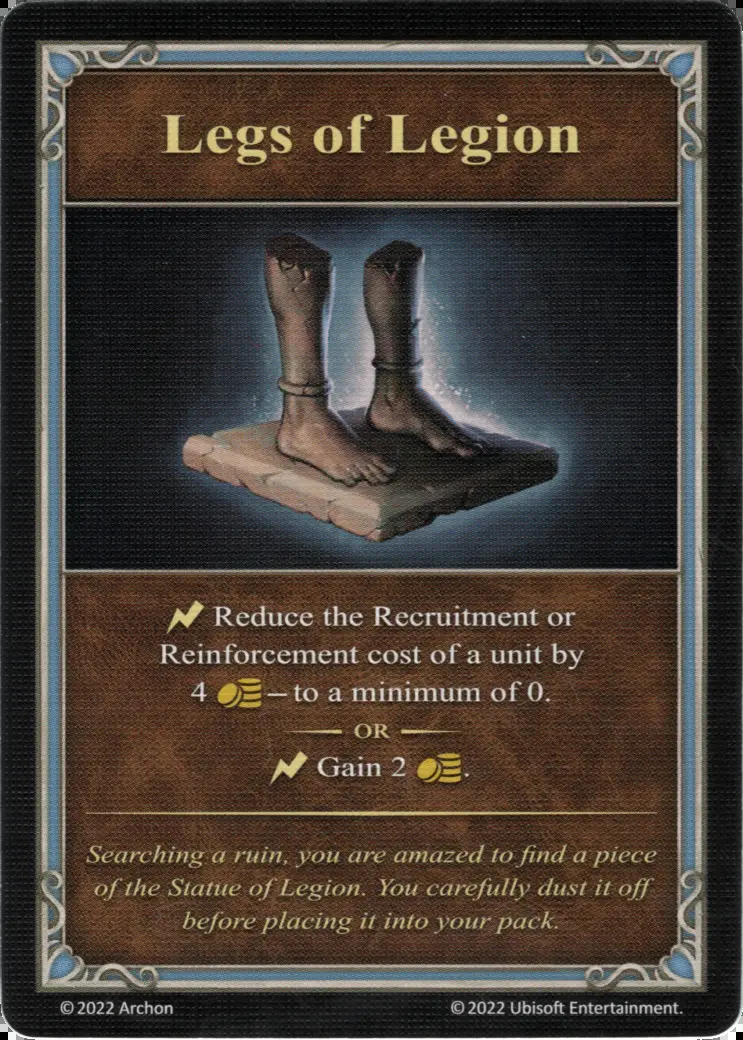 Legs of Legion
Reduce the Recruitment or
Reinforcement cost of a unit by
4 – to a minimum of 0.
OR
Gain 2 .
Searching a ruin, you are amazed to find a piece
of the Statue of Legion. You carefully dust it off
before placing it into your pack.
© 2022 Archon
© 2022 Ubisoft Entertainment.